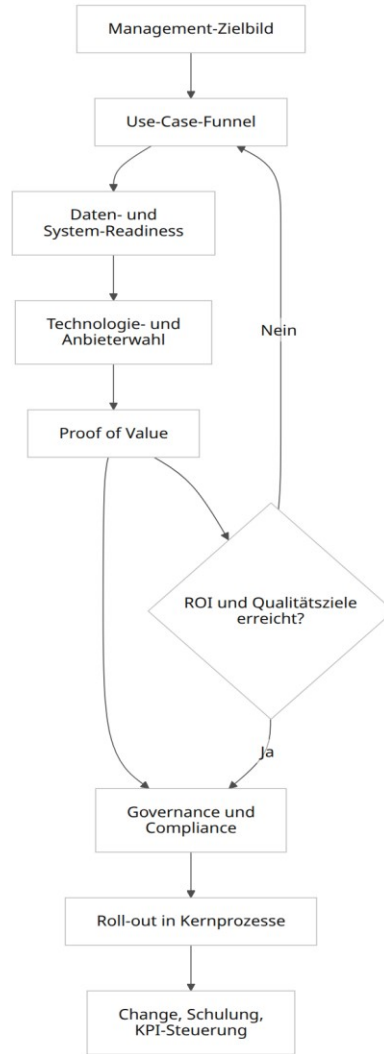 Management-Zielbild
Use-Case-Funnel
Daten- und
System-Readiness
Technologie- und
Anbieterwahl
Nein
Proof of Value
ROI und Qualitätsziele
erreicht?
Ja
Governance und
Compliance
Roll-out in Kernprozesse
Change, Schulung,
KPI-Steuerung